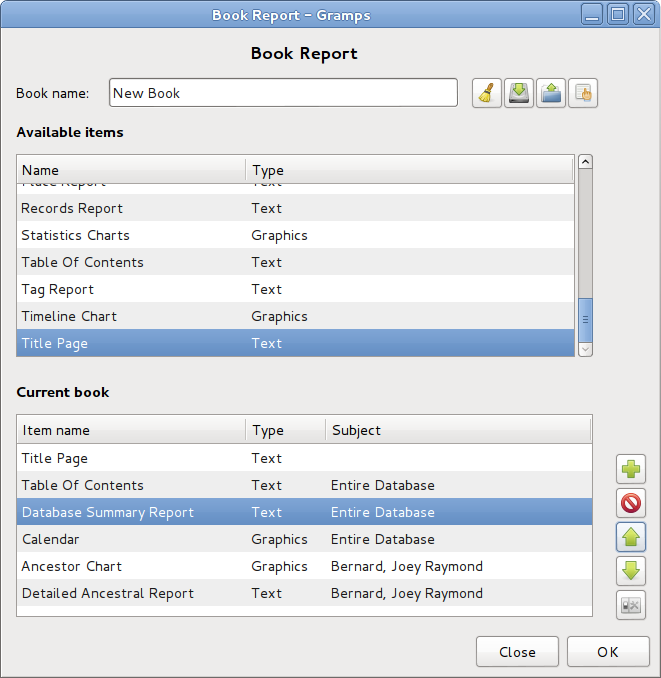 Book Report - Gramps
Book Report
Book name: New Book
Available items
Name Type
Place Report Text
Records Report Text
Statistics Charts Graphics
Table Of Contents Text
Tag Report Text
Timeline Chart Graphics
Title Page Text
Current book
Item name Type Subject
Title Page Text
Table Of Contents Text Entire Database
Database Summary Report Text Entire Database
Calendar Graphics Entire Database
Ancestor Chart Graphics Bernard, Joey Raymond
Detailed Ancestral Report Text Bernard, Joey Raymond
Close OK